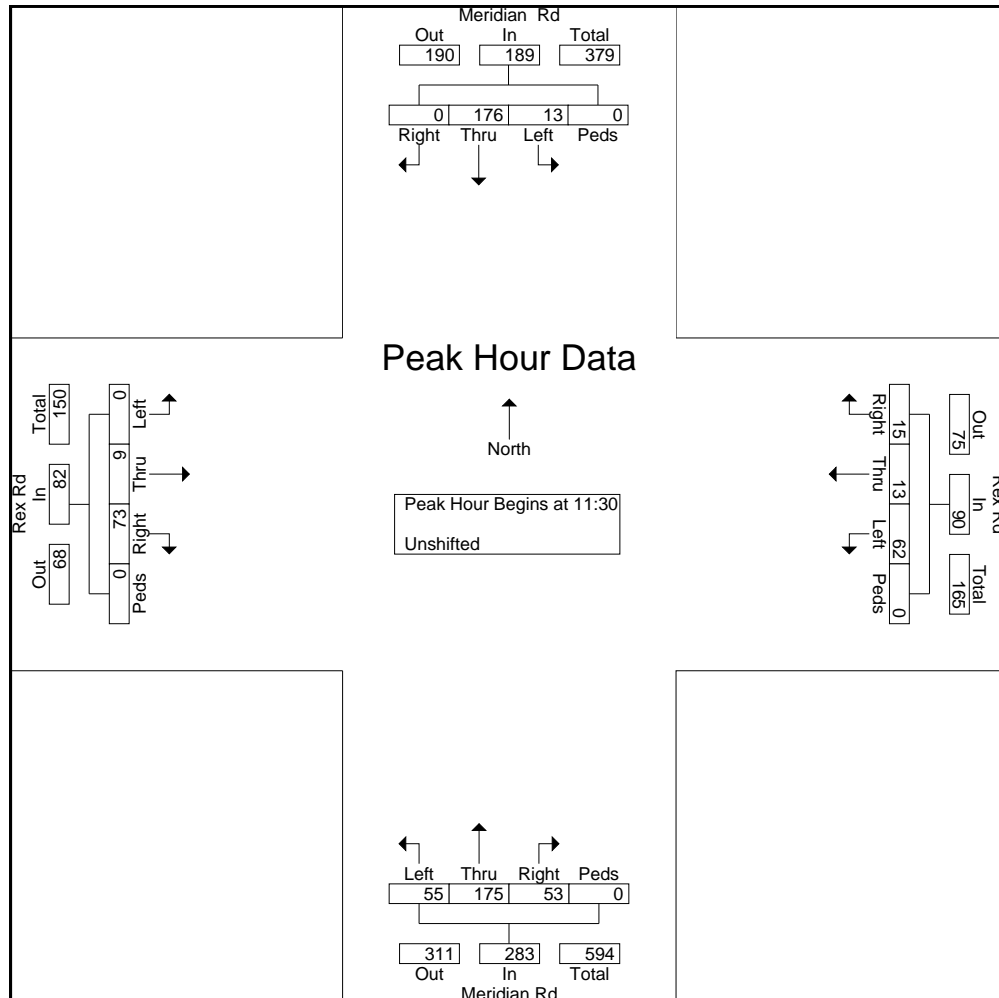 Meridian Rd
Out In Total
190 189 379
0 176 13 0
Right Thru Left Peds
Peak Hour Data
North
Peak Hour Begins at 11:30
Unshifted
Rex Rd
Total In Out
150 82 68
0 9 73 0
Left Thru Right Peds
Rex Rd
Out In Total
75 90 165
15 13 62 0
Right Thru Left Peds
Left Thru Right Peds
55 175 53 0
311 283 594
Out In Total
Meridian Rd